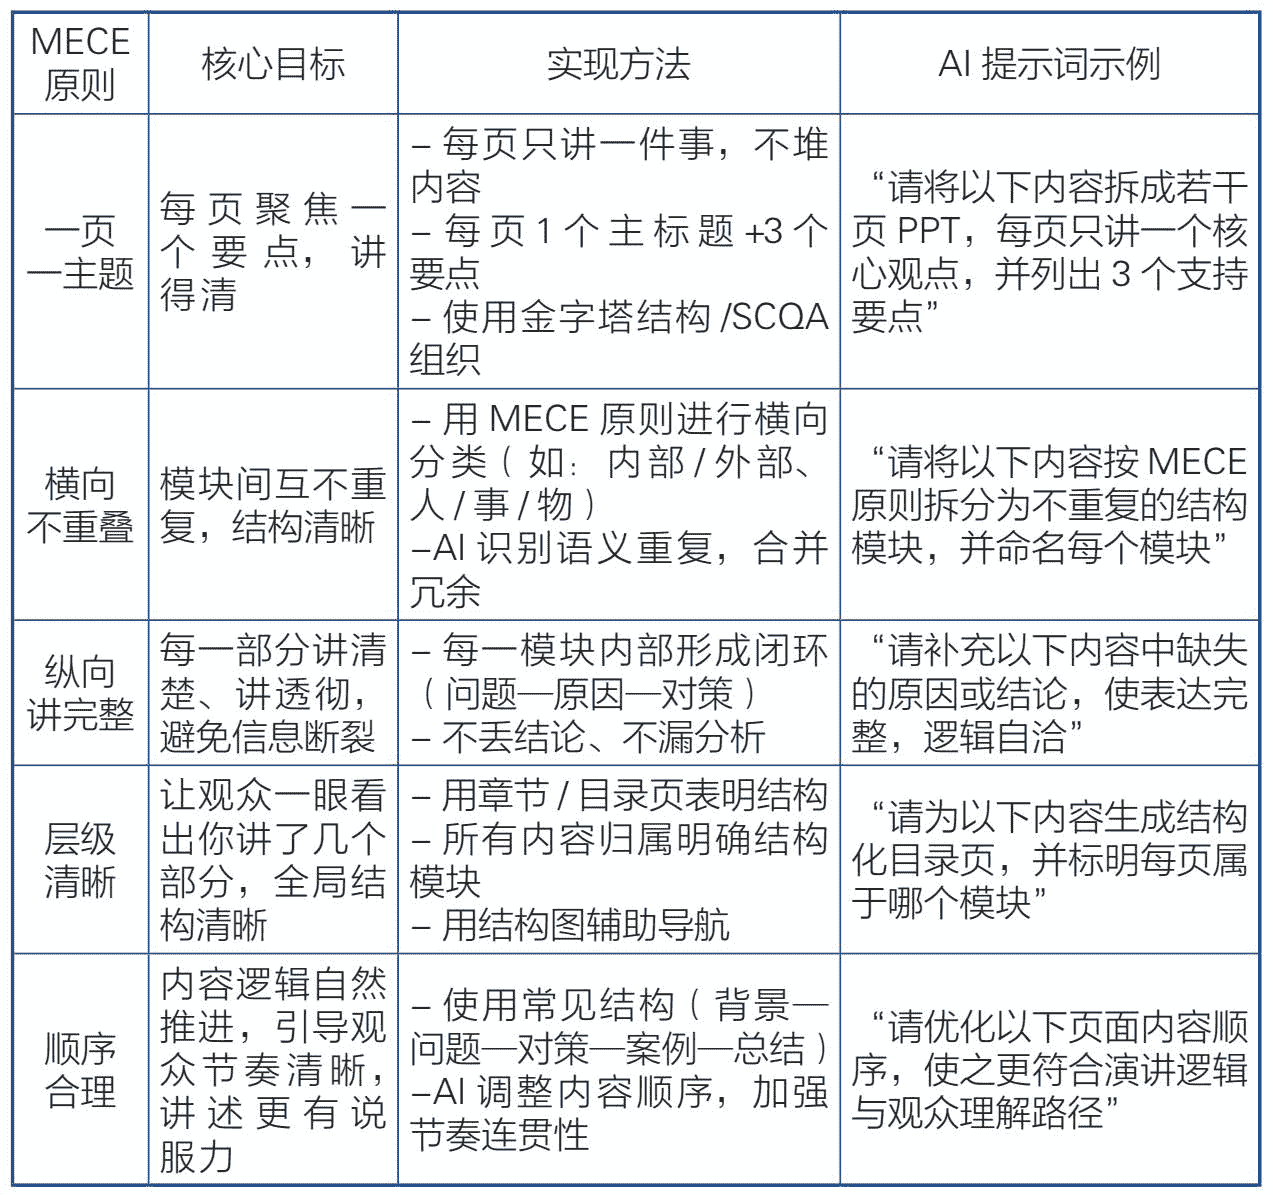 MECE
原则
核心目标
实现方法
AI 提示词示例
一页
一主题
每页聚焦一
个要点，讲
得清
– 每页只讲一件事，不堆
内容
– 每页1个主标题+3个
要点
– 使用金字塔结构 /SCQA
组织
“请将以下内容拆成若干
页 PPT，每页只讲一个核
心观点，并列出 3 个支持
要点”
横向
不重叠
模块间互不重
复，结构清晰
– 用 MECE 原则进行横向
分类（如：内部 / 外部、
人 / 事 / 物）
–AI 识别语义重复，合并
冗余
“请将以下内容按 MECE
原则拆分为不重复的结构
模块，并命名每个模块”
纵向
讲完整
每一部分讲清
楚、讲透彻，
避免信息断裂
– 每一模块内部形成闭环
（问题—原因—对策）
– 不丢结论、不漏分析
“请补充以下内容中缺失
的原因或结论，使表达完
整，逻辑自洽”
层级
清晰
让观众一眼看
出你讲了几个
部分，全局结
构清晰
– 用章节 / 目录页表明结构
– 所有内容归属明确结构
模块
– 用结构图辅助导航
“请为以下内容生成结构
化目录页，并标明每页属
于哪个模块”
顺序
合理
内容逻辑自然
推进，引导观
众节奏清晰，
讲述更有说
服力
– 使用常见结构（背景—
问题—对策—案例—总结）
–AI 调整内容顺序，加强
节奏连贯性
“请优化以下页面内容顺
序，使之更符合演讲逻辑
与观众理解路径”